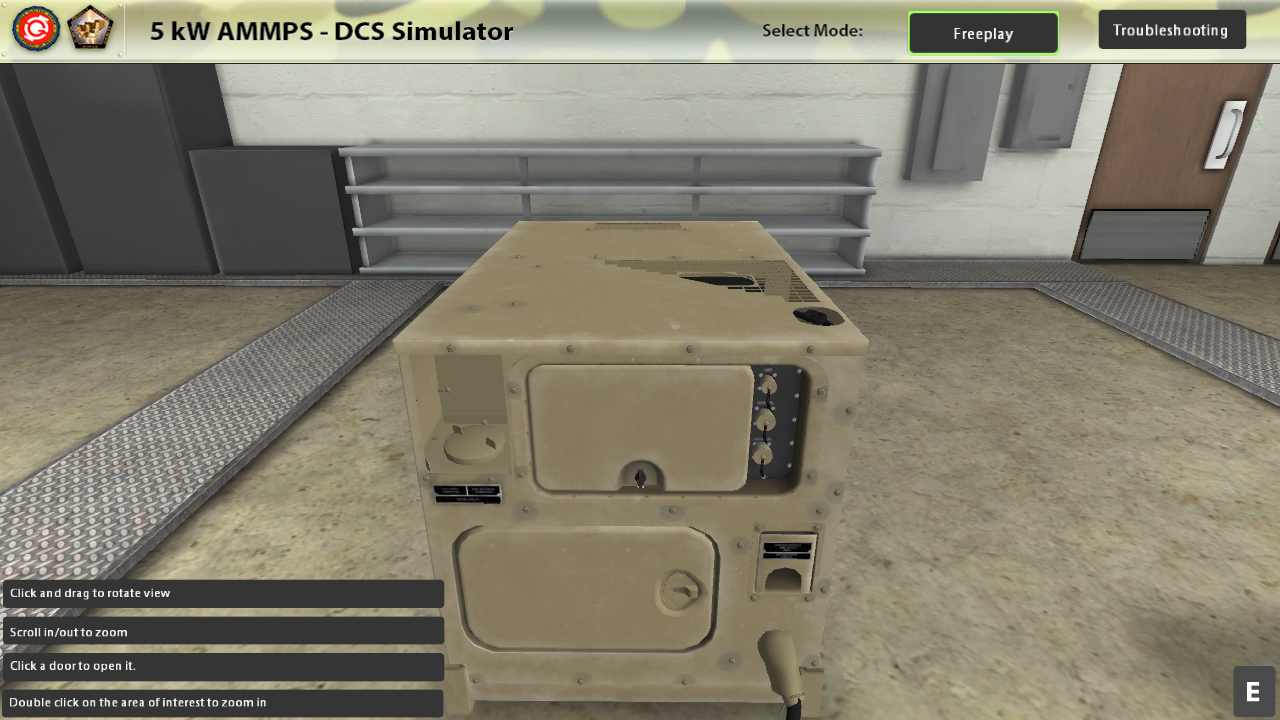 5 kW AMMPS - DCS Simulator
Select Mode:
Freeplay
Troubleshooting
Click and drag to rotate view
Scroll in/out to zoom
Click a door to open it.
Double click on the area of interest to zoom in
E